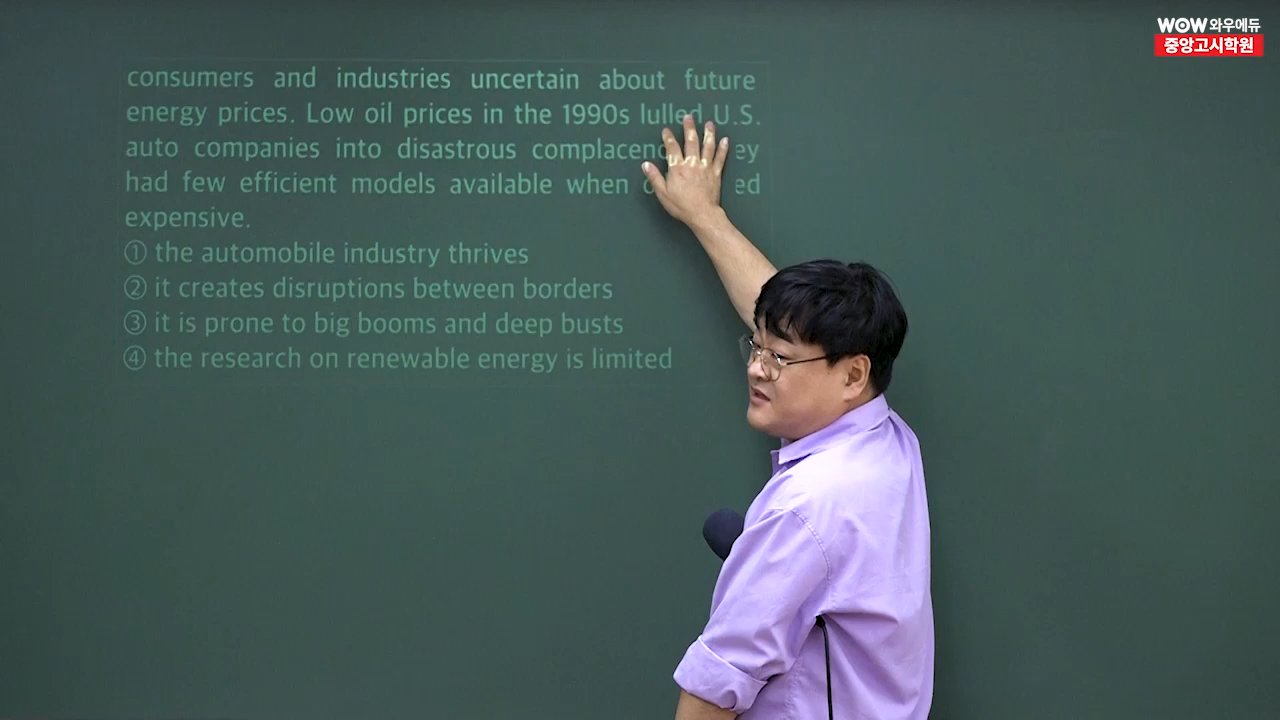 WOW 와우에듀
중앙고시학원
consumers and industries uncertain about future
energy prices. Low oil prices in the 1990s lulled U.S.
auto companies into disastrous
had few efficient models available when
expensive.
① the automobile industry thrives
② it creates disruptions between borders
③ it is prone to big booms and deep busts
④ the research on renewable energy is limited